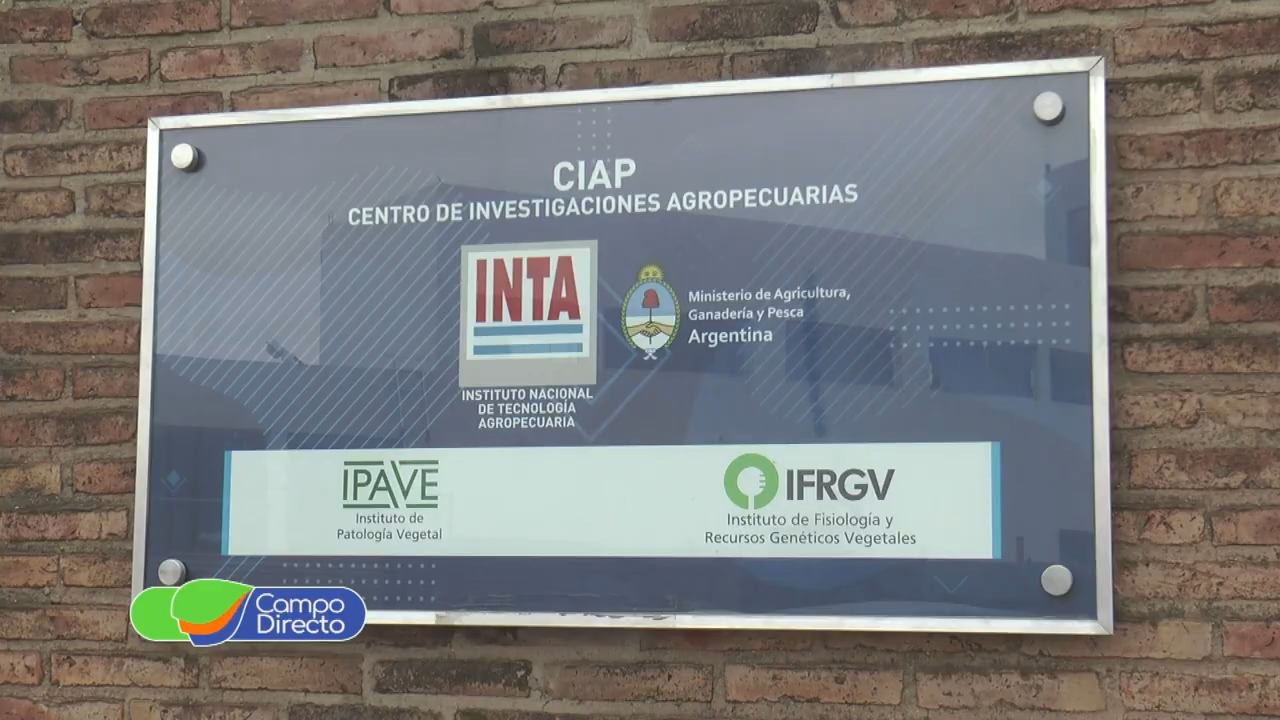 CIAP
CENTRO DE INVESTIGACIONES AGROPECUARIAS
INTA
INSTITUTO NACIONAL
DE TECNOLOGÍA
AGROPECUARIA
Ministerio de Agricultura,
Ganadería y Pesca
Argentina
IPAVE
Instituto de
Patología Vegetal
IFRGV
Instituto de Fisiología y
Recursos Genéticos Vegetales
Campo
Directo